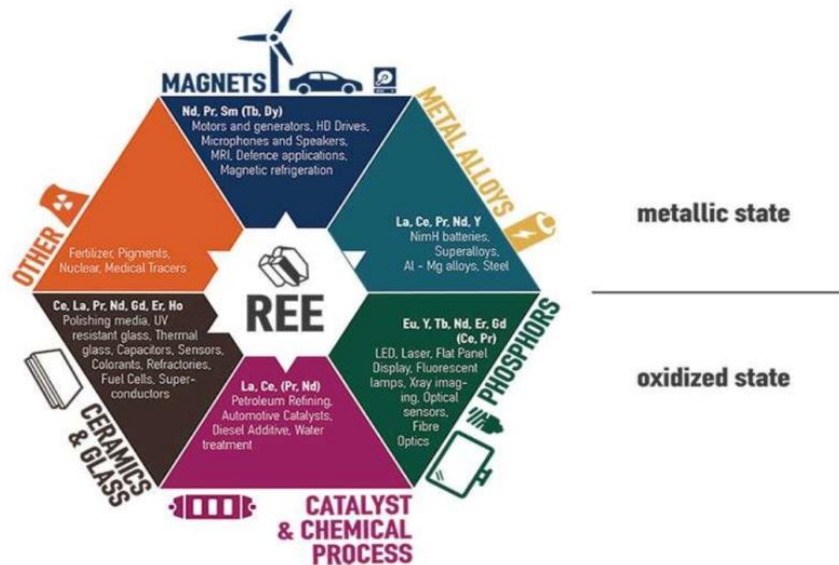 MAGNETS
Nd, Pr, Sm (Tb, Dy)
Motors and generators, HD Drives,
Microphones and Speakers,
MRI, Defence applications,
Magnetic refrigeration
METAL ALLOYS
La, Ce, Pr, Nd, Y
NimH batteries,
Superalloys,
Al - Mg alloys, Steel
metallic state
OTHER
Fertilizer, Pigments,
Nuclear, Medical Tracers
REE
Ce, La, Pr, Nd, Gd, Er, Ho
Polishing media, UV
resistant glass, Thermal
glass, Capacitors, Sensors,
Colorants, Refractories,
Fuel Cells, Super-
conductors
CERAMICS
& GLASS
La, Ce, (Pr, Nd)
Petroleum Refining,
Automotive Catalysts,
Diesel Additive, Water
treatment
CATALYST
& CHEMICAL
PROCESS
Eu, Y, Tb, Nd, Er, Gd
(Ce, Pr)
LED, Laser, Flat Panel
Display, Fluorescent
lamps, Xray imag-
ing, Optical
sensors,
Fibre
Optics
PHOSPHORS
oxidized state